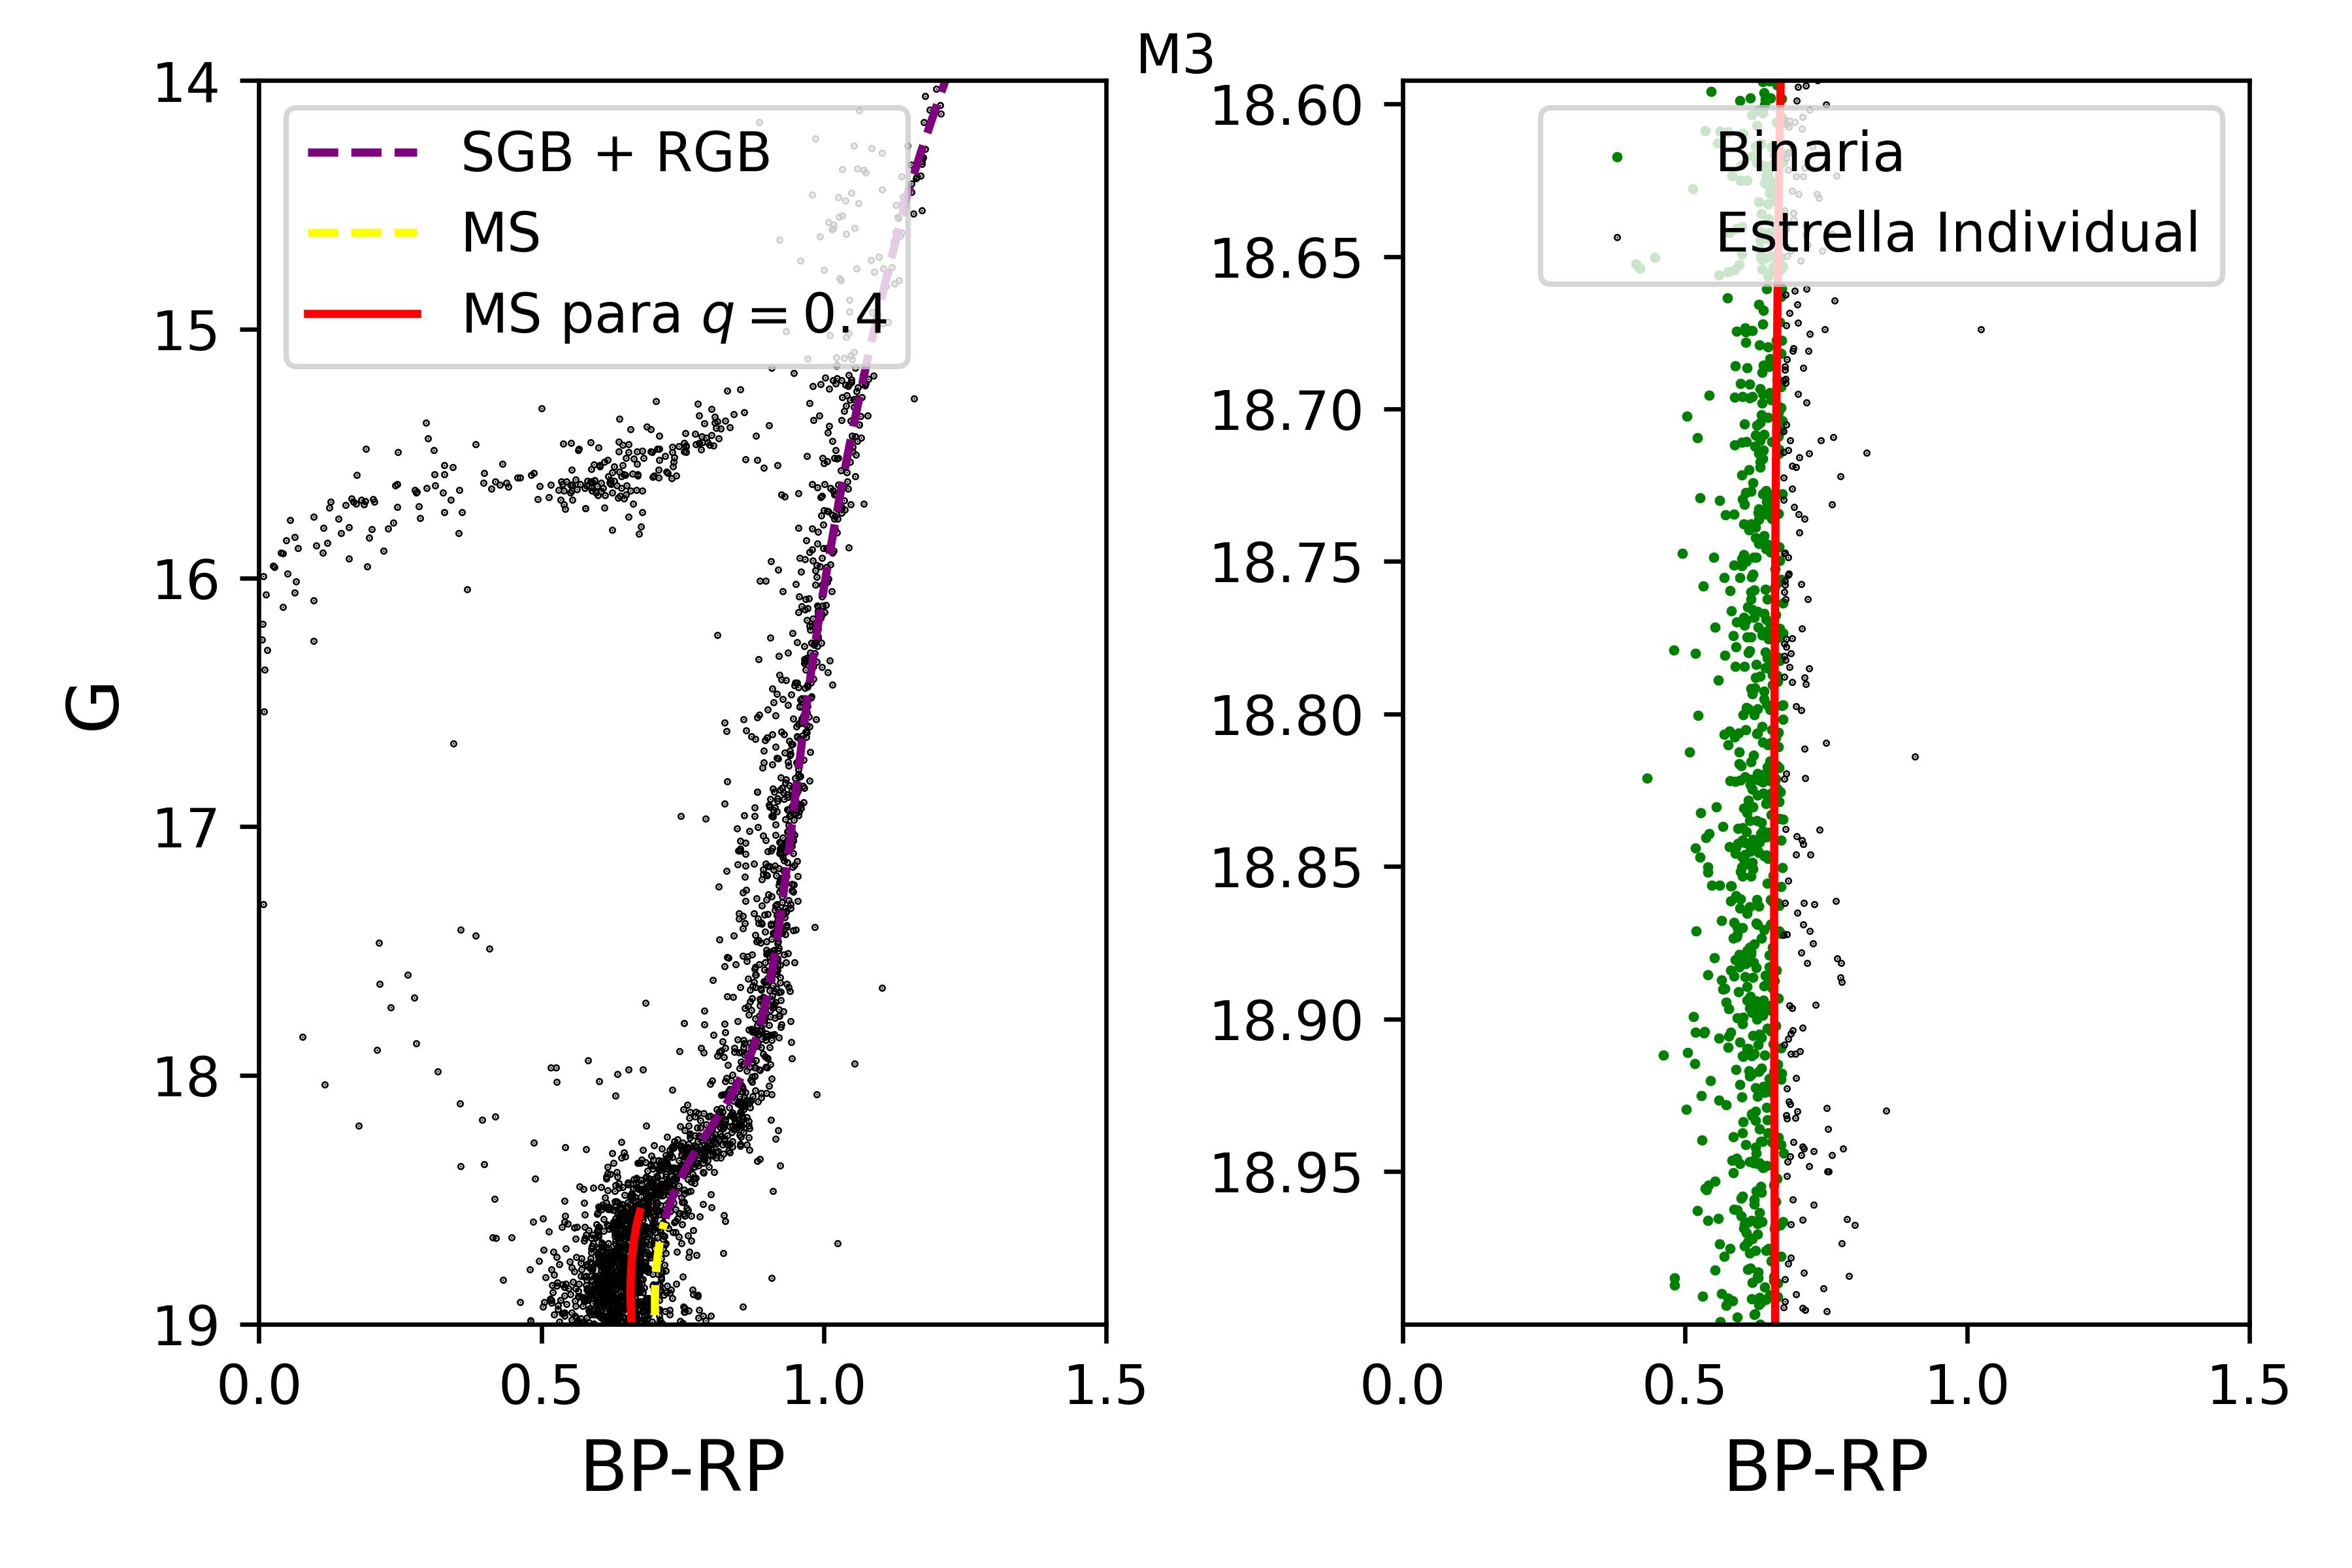 M3
14
15
16
17
18
19
G
0.0 0.5 1.0 1.5
BP-RP
SGB + RGB
MS
MS para q = 0.4
18.60
18.65
18.70
18.75
18.80
18.85
18.90
18.95
0.0 0.5 1.0 1.5
BP-RP
Binaria
Estrella Individual